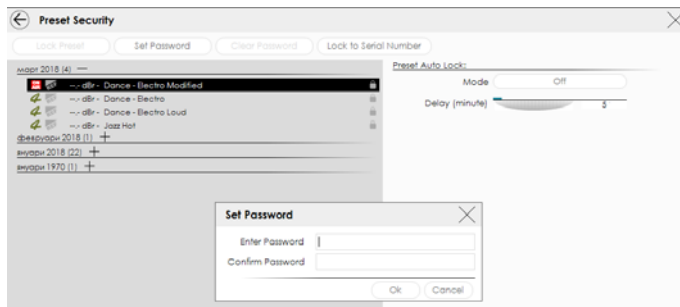 Preset Security
Lock Preset Set Password Clear Password Lock to Serial Number
март 2018 (4)
--.- dBr - Dance - Electro Modified
--.- dBr - Dance - Electro
--.- dBr - Dance - Electro Loud
--.- dBr - Jazz Hot
февруари 2018 (1)
януари 2018 (22)
януари 1970 (1)
Preset Auto Lock:
Mode Off
Delay (minute) 5
Set Password
Enter Password
Confirm Password
Ok Cancel